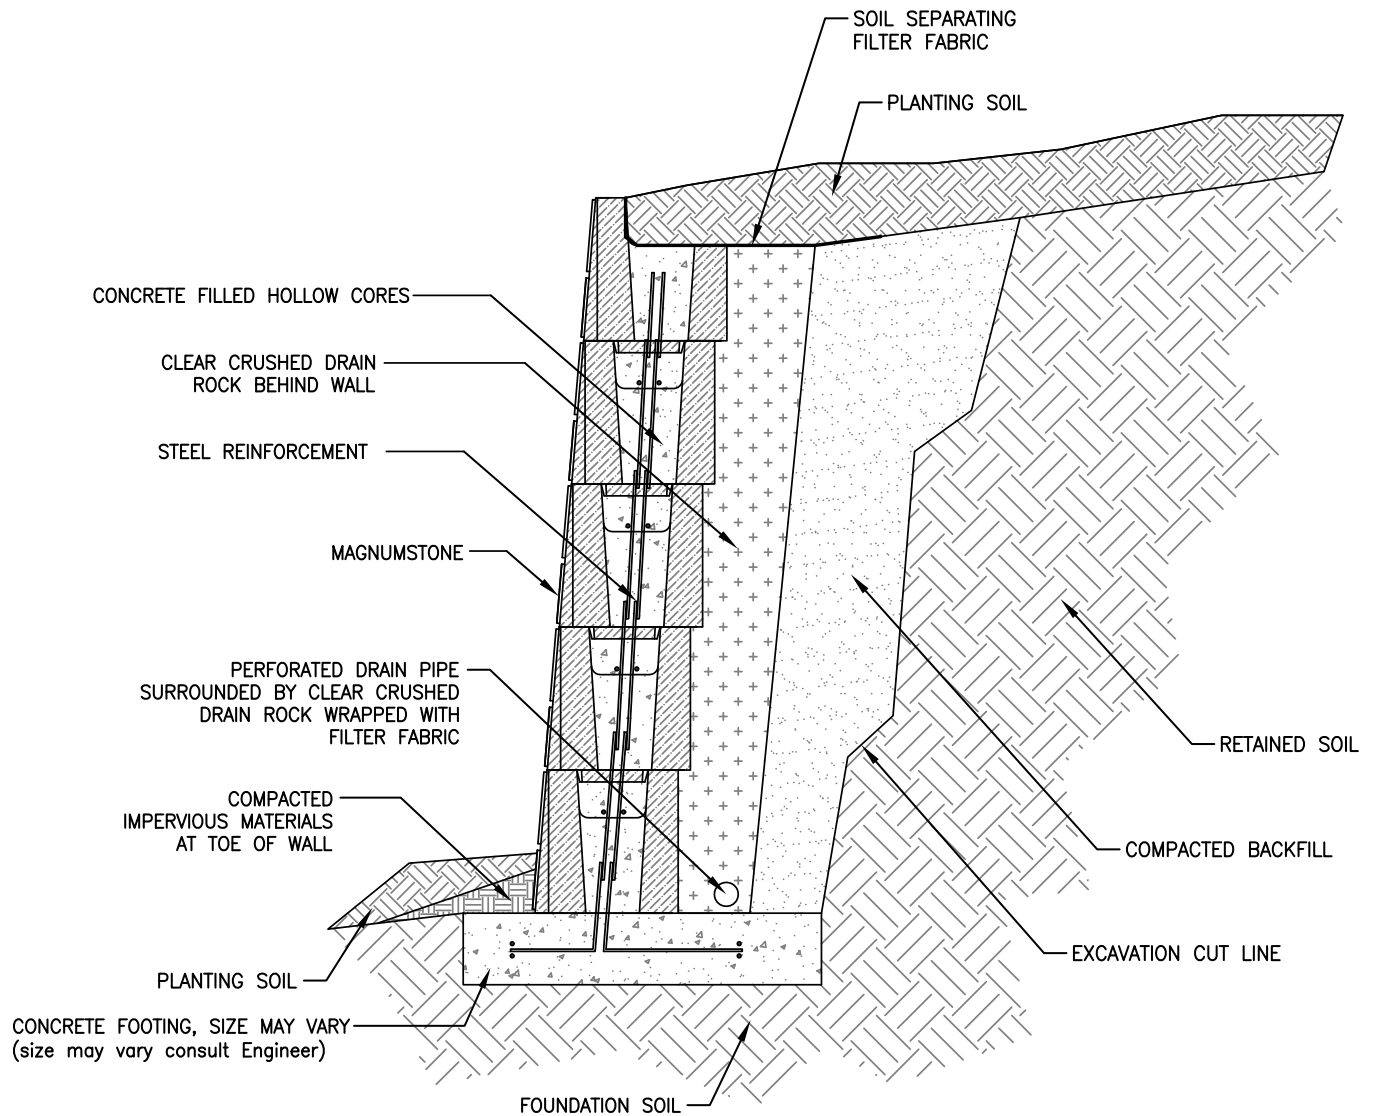 SOIL SEPARATING
FILTER FABRIC
PLANTING SOIL
CONCRETE FILLED HOLLOW CORES
CLEAR CRUSHED DRAIN
ROCK BEHIND WALL
STEEL REINFORCEMENT
MAGNUMSTONE
PERFORATED DRAIN PIPE
SURROUNDED BY CLEAR CRUSHED
DRAIN ROCK WRAPPED WITH
FILTER FABRIC
RETAINED SOIL
COMPACTED
IMPERVIOUS MATERIALS
AT TOE OF WALL
COMPACTED BACKFILL
EXCAVATION CUT LINE
PLANTING SOIL
CONCRETE FOOTING, SIZE MAY VARY
(size may vary consult Engineer)
FOUNDATION SOIL